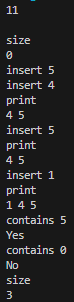 11
size
0
insert 5
insert 4
print
4 5
insert 5
print
4 5
insert 1
print
1 4 5
contains 5
Yes
contains 0
No
size
3